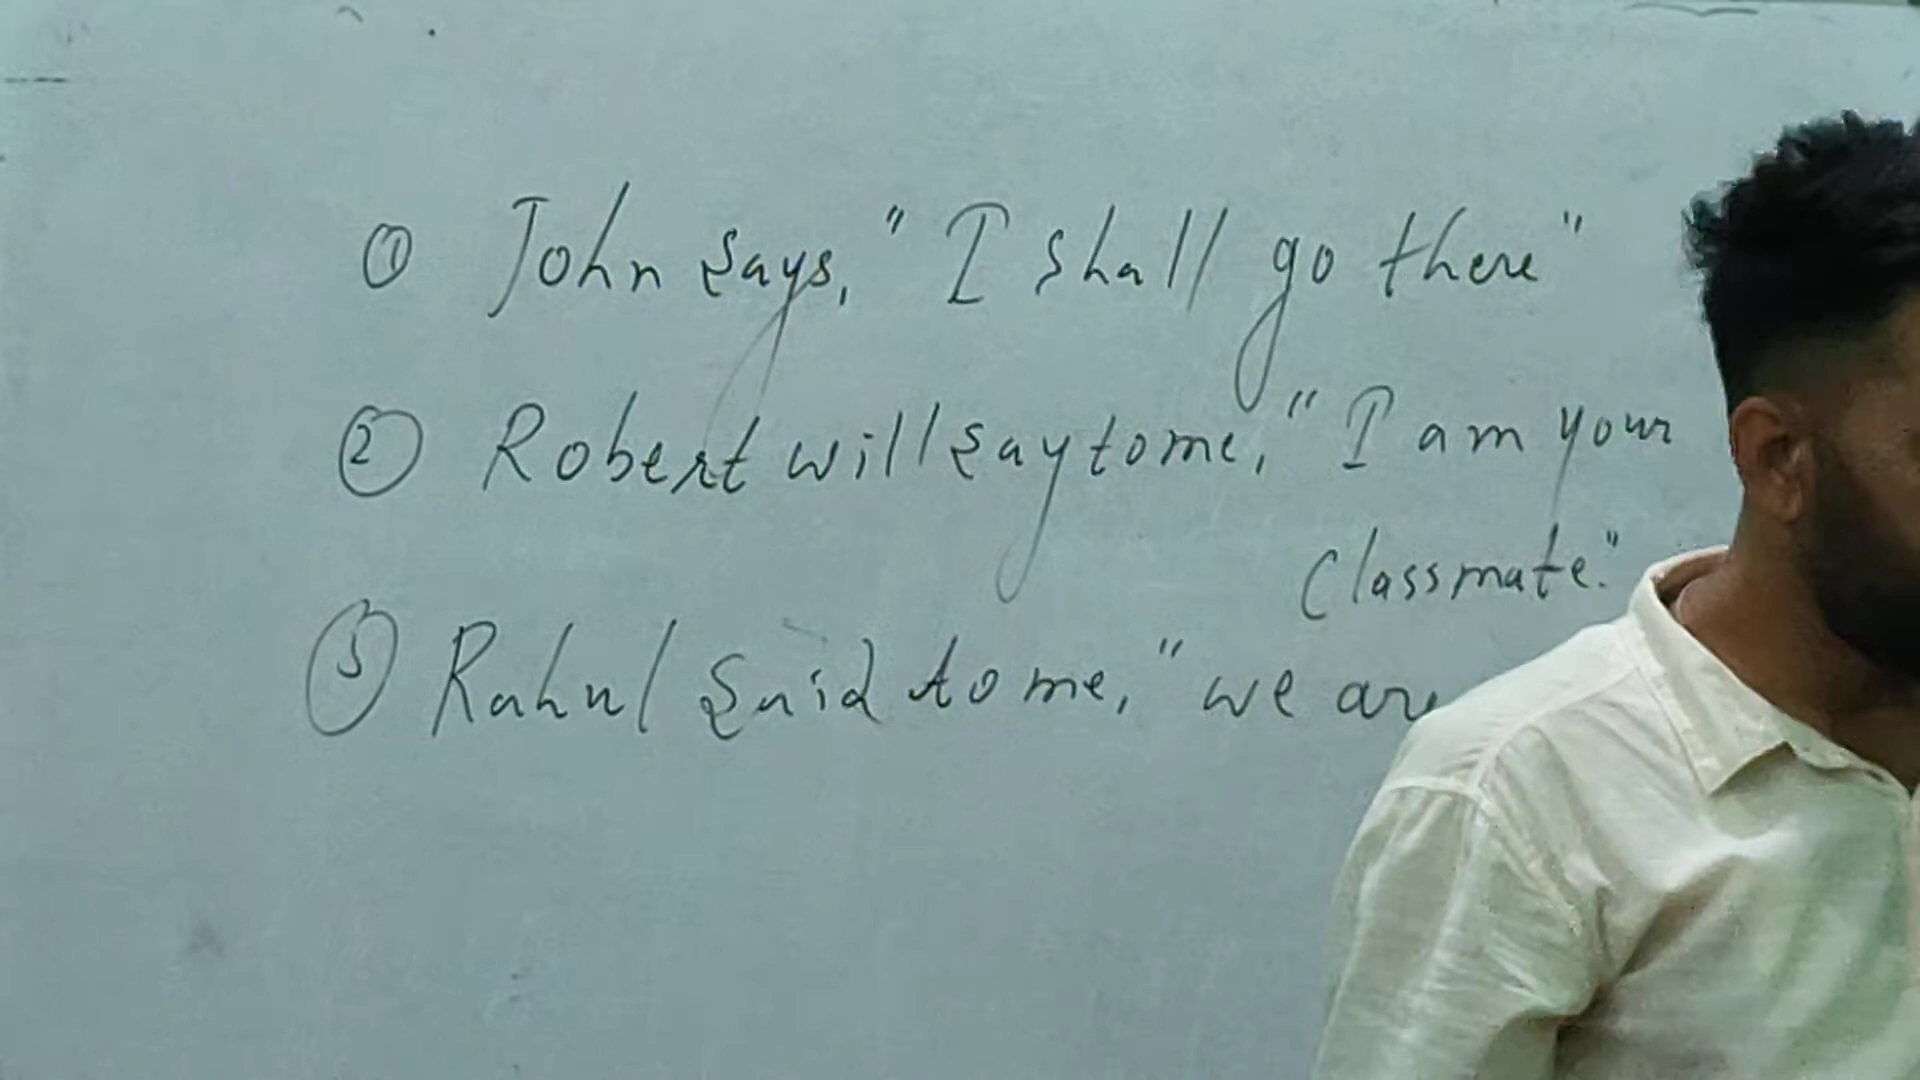 ① John says, " I shall go there"
② Robert will say to me, " I am your
Classmate."
③ Rahul Said to me, " we are